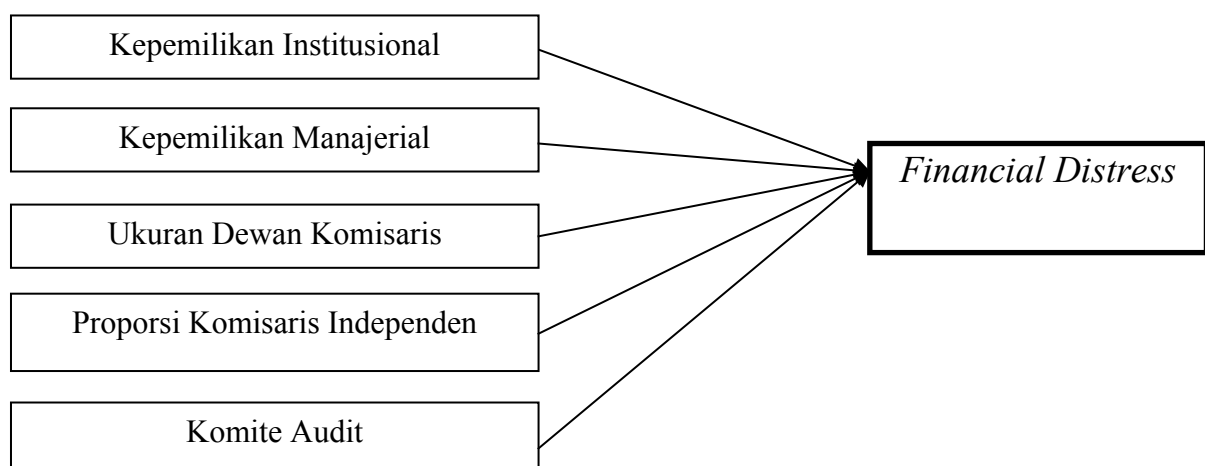 Kepemilikan Institusional
Kepemilikan Manajerial
Financial Distress
Ukuran Dewan Komisaris
Proporsi Komisaris Independen
Komite Audit